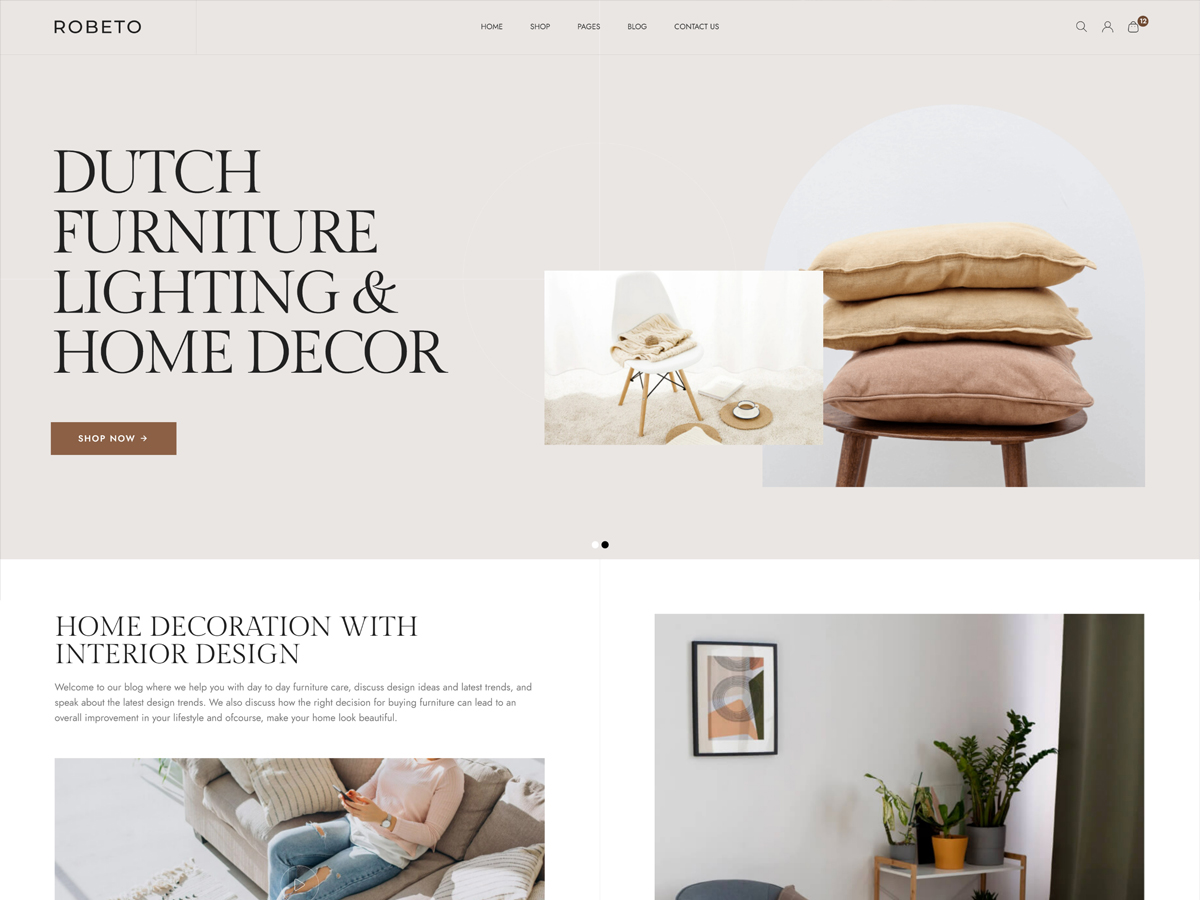 ROBETO
HOME SHOP PAGES BLOG CONTACT US
12
DUTCH
FURNITURE
LIGHTING &
HOME DECOR
SHOP NOW →
HOME DECORATION WITH
INTERIOR DESIGN
Welcome to our blog where we help you with day to day furniture care, discuss design ideas and latest trends, and
speak about the latest design trends. We also discuss how the right decision for buying furniture can lead to an
overall improvement in your lifestyle and ofcourse, make your home look beautiful.